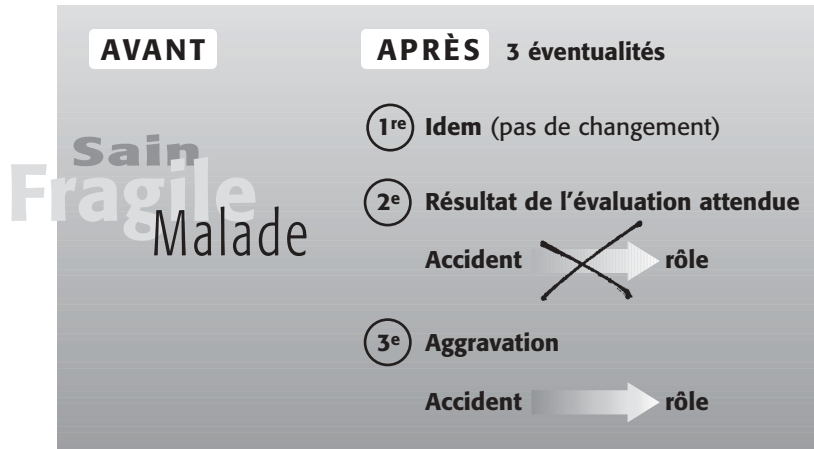 AVANT
APRÈS 3 éventualités
1re Idem (pas de changement)
Sain
Fragile
Malade
2e Résultat de l'évaluation attendue
Accident rôle
3e Aggravation
Accident rôle